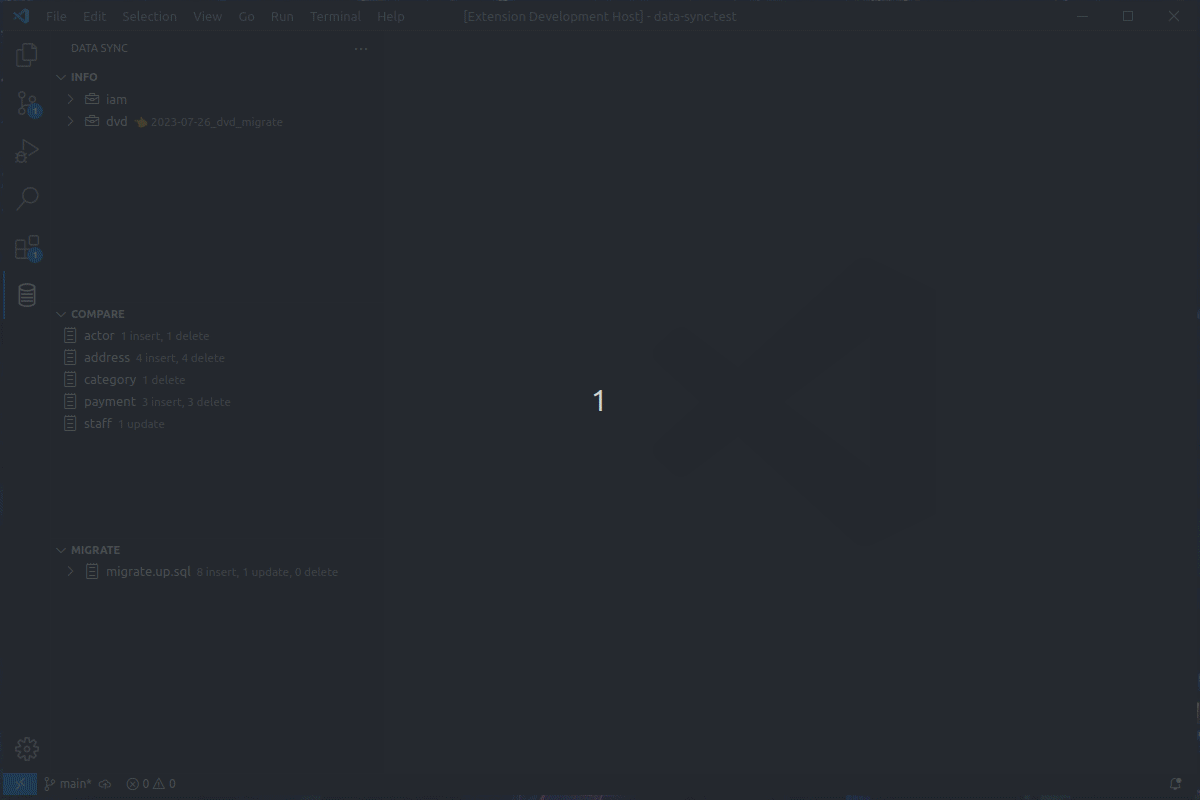 File Edit Selection View Go Run Terminal Help [Extension Development Host] - data-sync-test
DATA SYNC
INFO
1
iam
dvd 2023-07-26_dvd_migrate
1
COMPARE
actor 1 insert, 1 delete
address 4 insert, 4 delete
category 1 delete
payment 3 insert, 3 delete
1
staff 1 update
MIGRATE
migrate.up.sql 8 insert, 1 update, 0 delete
main* 0 0